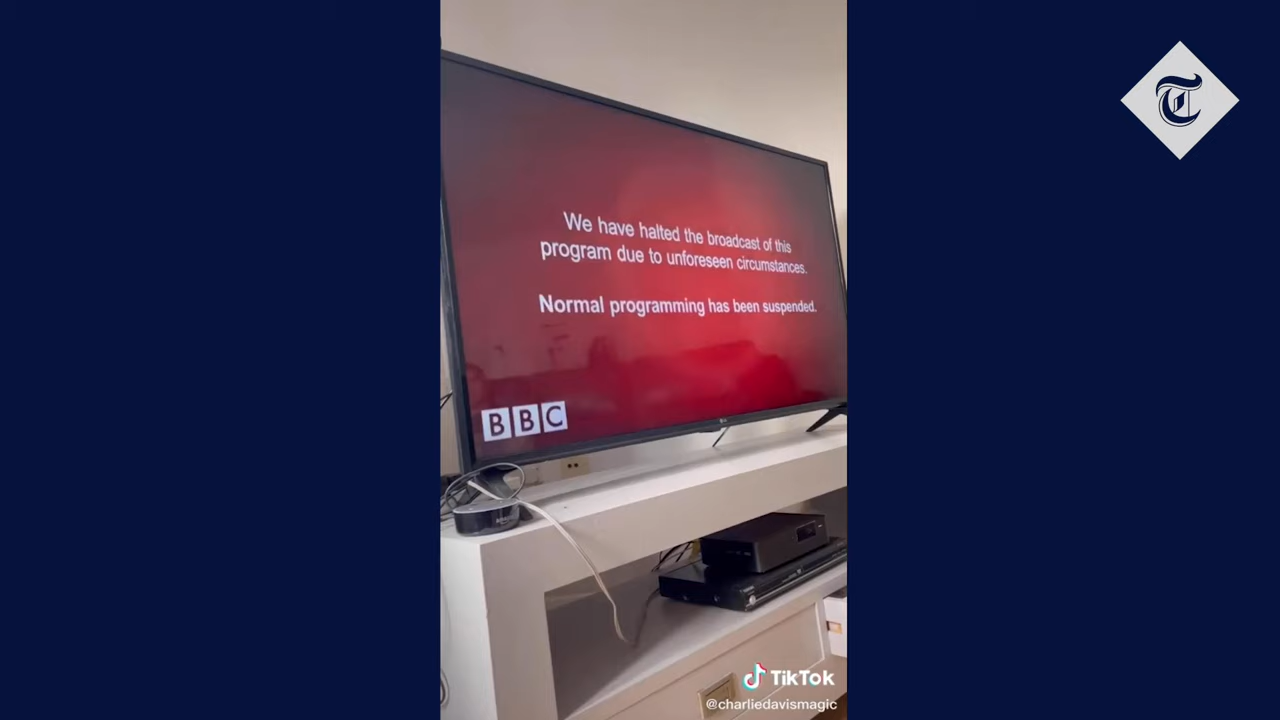 T
We have halted the broadcast of this
program due to unforeseen circumstances.
Normal programming has been suspended.
BBC
TikTok
@charliedavismagic